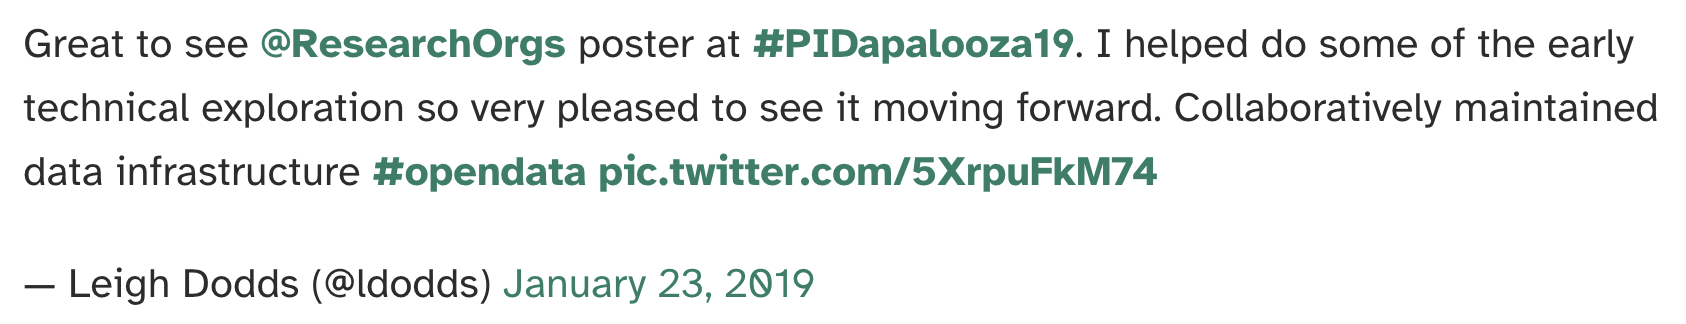 Great to see @ResearchOrgs poster at #PIDapalooza19. I helped do some of the early
technical exploration so very pleased to see it moving forward. Collaboratively maintained
data infrastructure #opendata pic.twitter.com/5XrpuFkM74
— Leigh Dodds (@ldodds) January 23, 2019